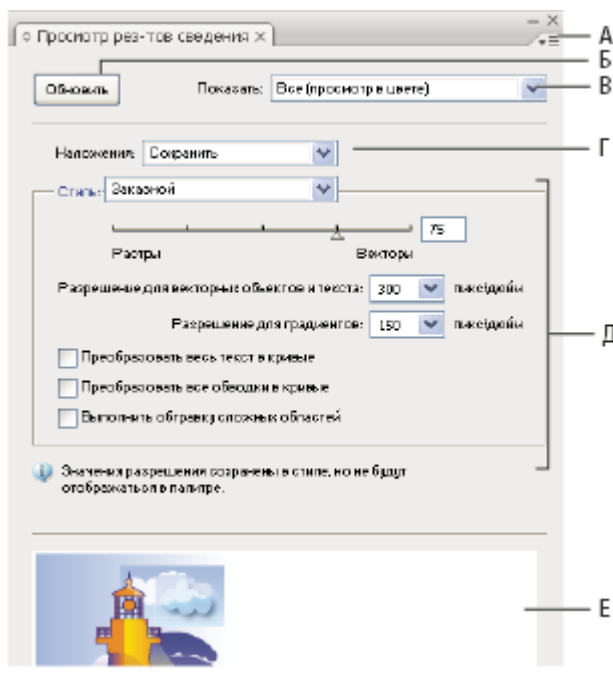 Просмотр рез-тов сведения ×
А
Б
Обновить Показать: Все (просмотр в цвете) В
Наложения: Сохранить Г
Стиль: Заказной
75
Растры Векторы
Разрешение для векторных объектов и текста: 300 пикс/дюйм
Д
Разрешение для градиентов: 150 пикс/дюйм
Преобразовать весь текст в кривые
Преобразовать все обводки в кривые
Выполнить обтравку сложных областей
Значения разрешения сохранены в стиле, но не будут
отображаться в палитре.
Е